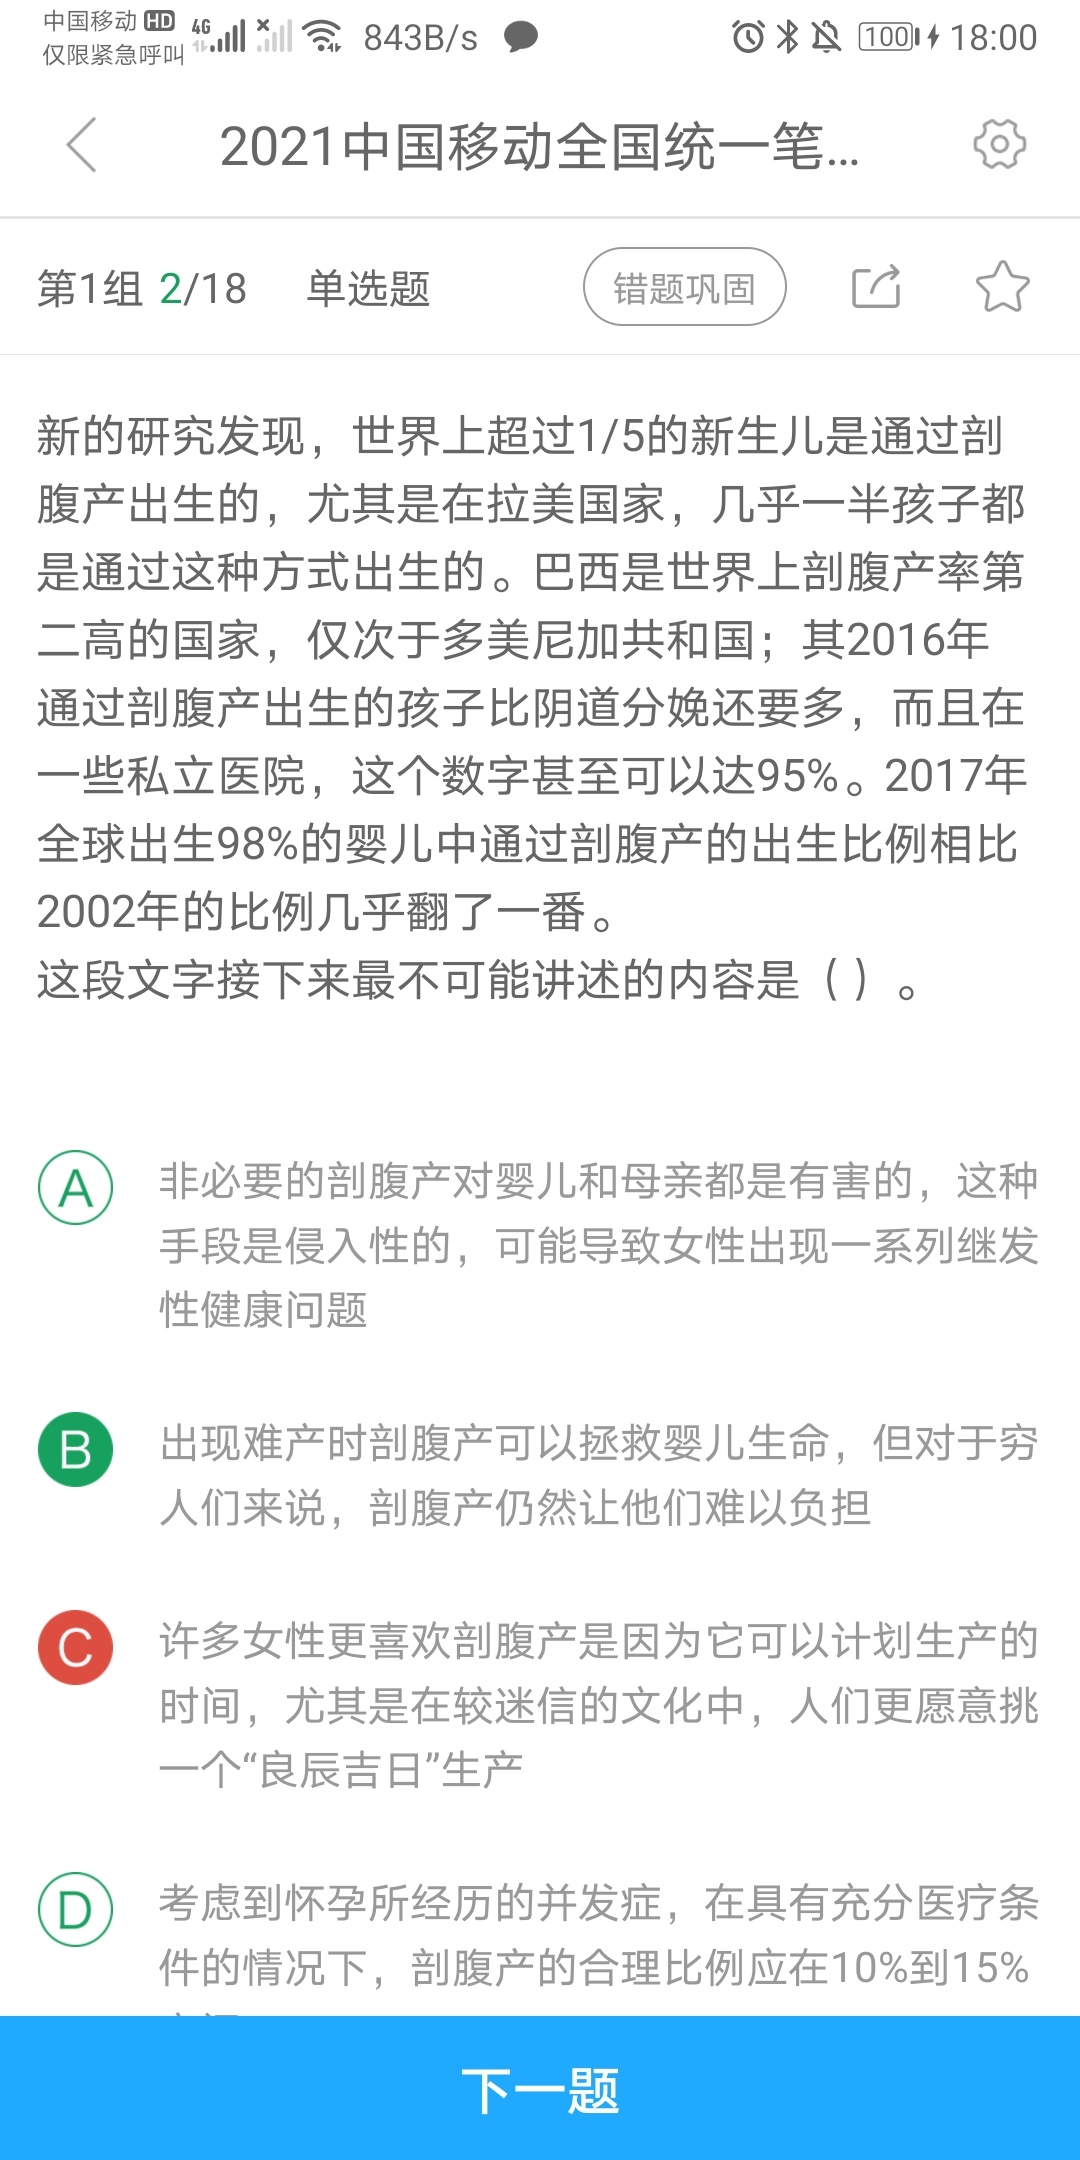 中国移动 HD 4G 843B/s 100 18:00
仅限紧急呼叫
2021中国移动全国统一笔...
第1组 2/18 单选题 错题巩固
新的研究发现，世界上超过1/5的新生儿是通过剖
腹产出生的，尤其是在拉美国家，几乎一半孩子都
是通过这种方式出生的。巴西是世界上剖腹产率第
二高的国家，仅次于多美尼加共和国；其2016年
通过剖腹产出生的孩子比阴道分娩还要多，而且在
一些私立医院，这个数字甚至可以达95%。2017年
全球出生98%的婴儿中通过剖腹产的出生比例相比
2002年的比例几乎翻了一番。
这段文字接下来最不可能讲述的内容是（ ）。
A 非必要的剖腹产对婴儿和母亲都是有害的，这种
手段是侵入性的，可能导致女性出现一系列继发
性健康问题
B 出现难产时剖腹产可以拯救婴儿生命，但对于穷
人们来说，剖腹产仍然让他们难以负担
C 许多女性更喜欢剖腹产是因为它可以计划生产的
时间，尤其是在较迷信的文化中，人们更愿意挑
一个“良辰吉日”生产
D 考虑到怀孕所经历的并发症，在具有充分医疗条
件的情况下，剖腹产的合理比例应在10%到15%
下一题